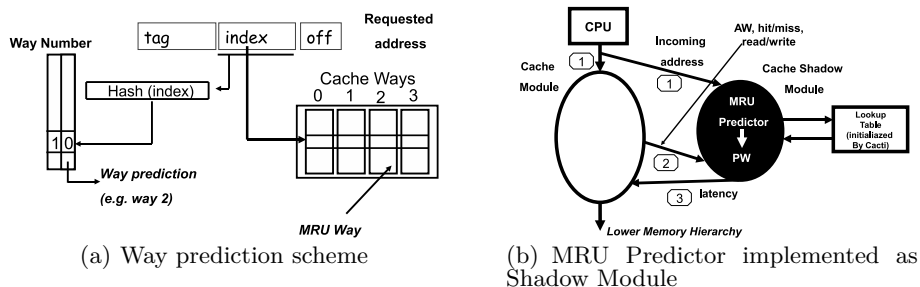 Way Number
tag index off
Requested address
Hash (index)
Cache Ways
0 1 2 3
1 0
Way prediction
(e.g. way 2)
MRU Way
(a) Way prediction scheme
CPU
AW, hit/miss,
read/write
Cache
Module
Incoming
address
1
1
Cache Shadow
Module
MRU
Predictor
PW
Lookup
Table
(initialiazed
By Cacti)
2
3
latency
Lower Memory Hierarchy
(b) MRU Predictor implemented as
Shadow Module